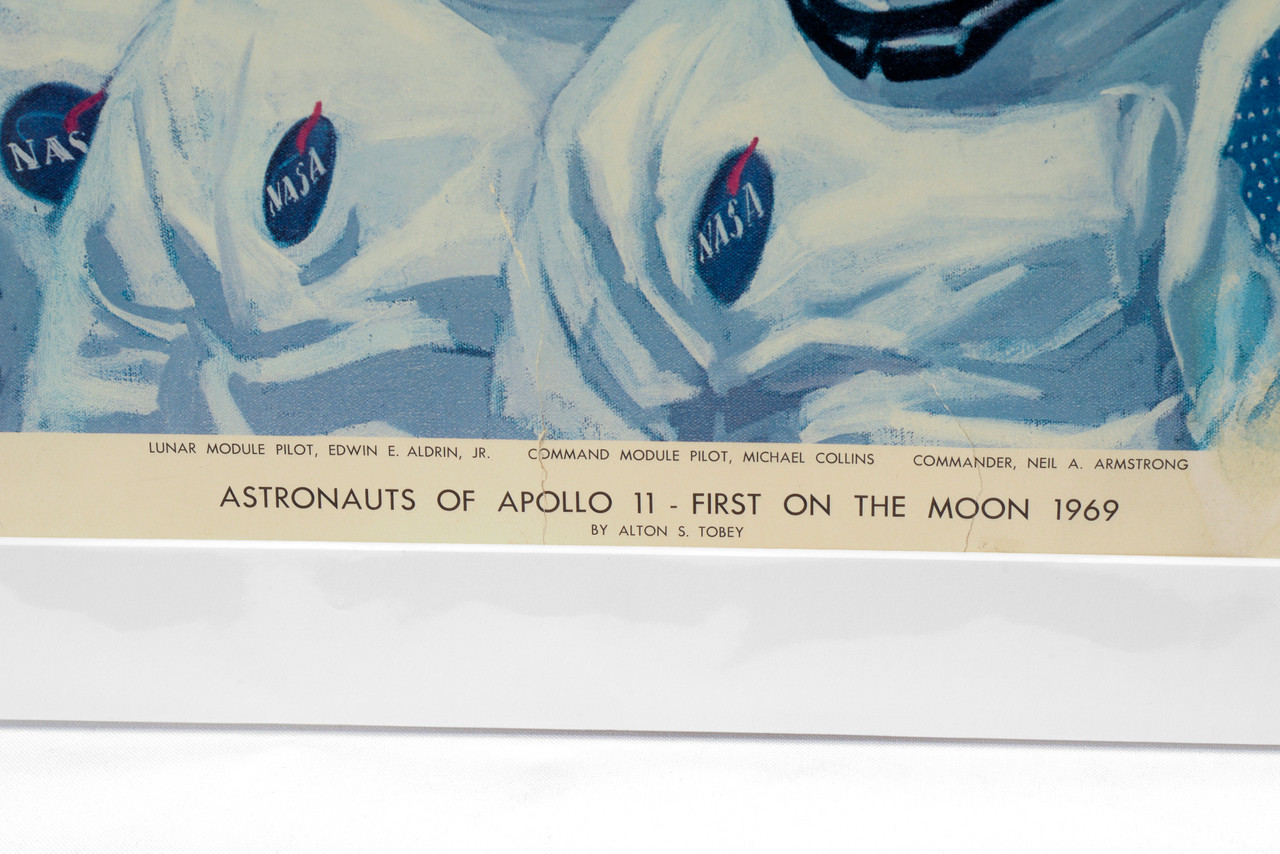 NAS
NASA
NASA
LUNAR MODULE PILOT, EDWIN E. ALDRIN, JR. COMMAND MODULE PILOT, MICHAEL COLLINS COMMANDER, NEIL A. ARMSTRONG
ASTRONAUTS OF APOLLO 11 - FIRST ON THE MOON 1969
BY ALTON S. TOBEY